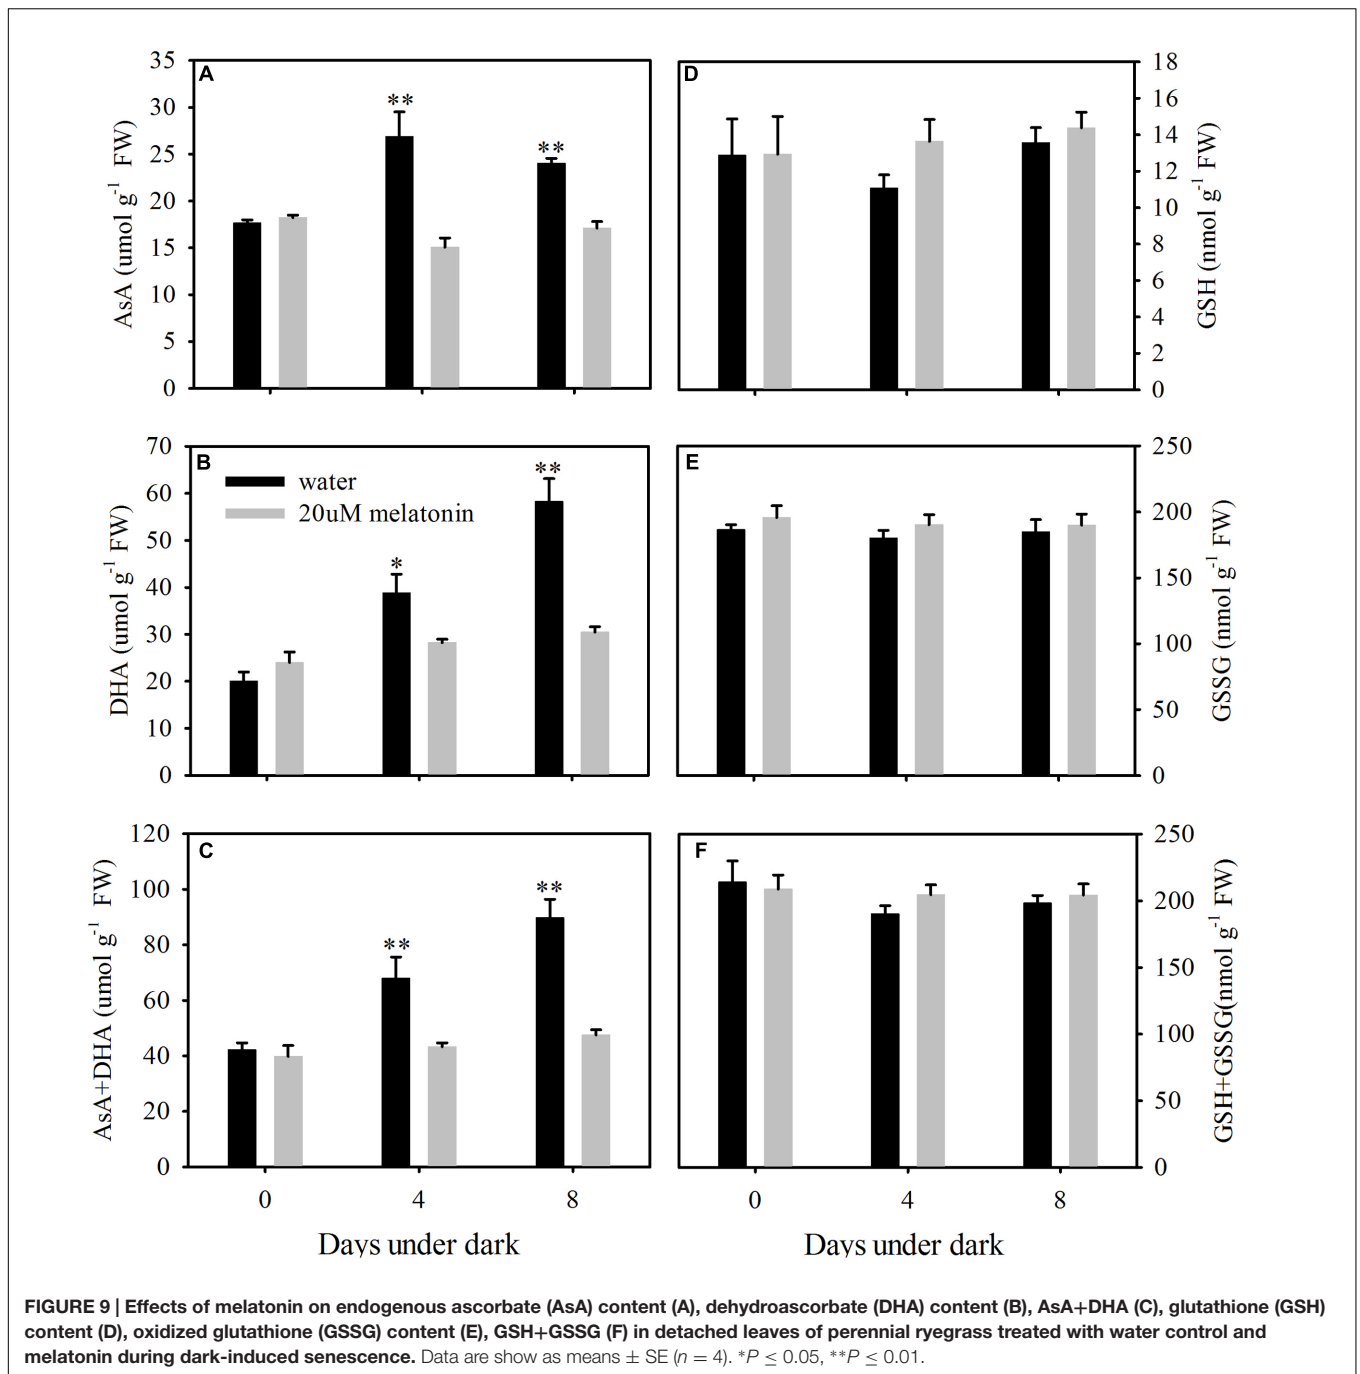 A
35
30
25
20
15
10
5
0
AsA (umol g-1 FW)
**
**
D
18
16
14
12
10
8
6
4
2
0
GSH (nmol g-1 FW)
B
70
60
50
40
30
20
10
0
DHA (umol g-1 FW)
water
20uM melatonin
*
**
E
250
200
150
100
50
0
GSSG (nmol g-1 FW)
C
120
100
80
60
40
20
0
AsA+DHA (umol g-1 FW)
**
**
0 4 8
Days under dark
F
250
200
150
100
50
0
GSH+GSSG(nmol g-1 FW)
0 4 8
Days under dark
FIGURE 9 | Effects of melatonin on endogenous ascorbate (AsA) content (A), dehydroascorbate (DHA) content (B), AsA+DHA (C), glutathione (GSH)
content (D), oxidized glutathione (GSSG) content (E), GSH+GSSG (F) in detached leaves of perennial ryegrass treated with water control and
melatonin during dark-induced senescence. Data are show as means ± SE (n = 4). *P ≤ 0.05, **P ≤ 0.01.